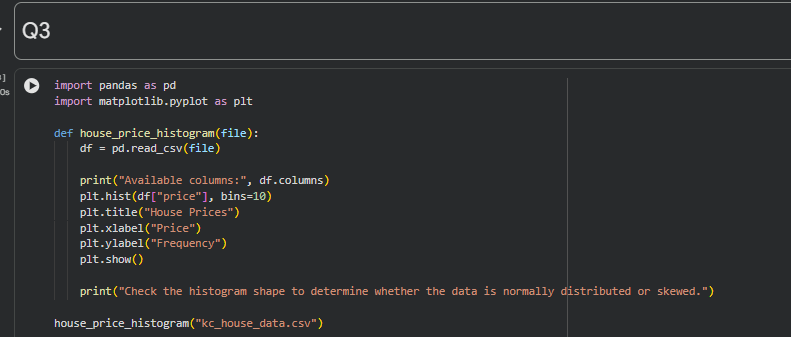 Q3
]
0s
import pandas as pd
import matplotlib.pyplot as plt
def house_price_histogram(file):
df = pd.read_csv(file)
print("Available columns:", df.columns)
plt.hist(df["price"], bins=10)
plt.title("House Prices")
plt.xlabel("Price")
plt.ylabel("Frequency")
plt.show()
print("Check the histogram shape to determine whether the data is normally distributed or skewed.")
house_price_histogram("kc_house_data.csv")